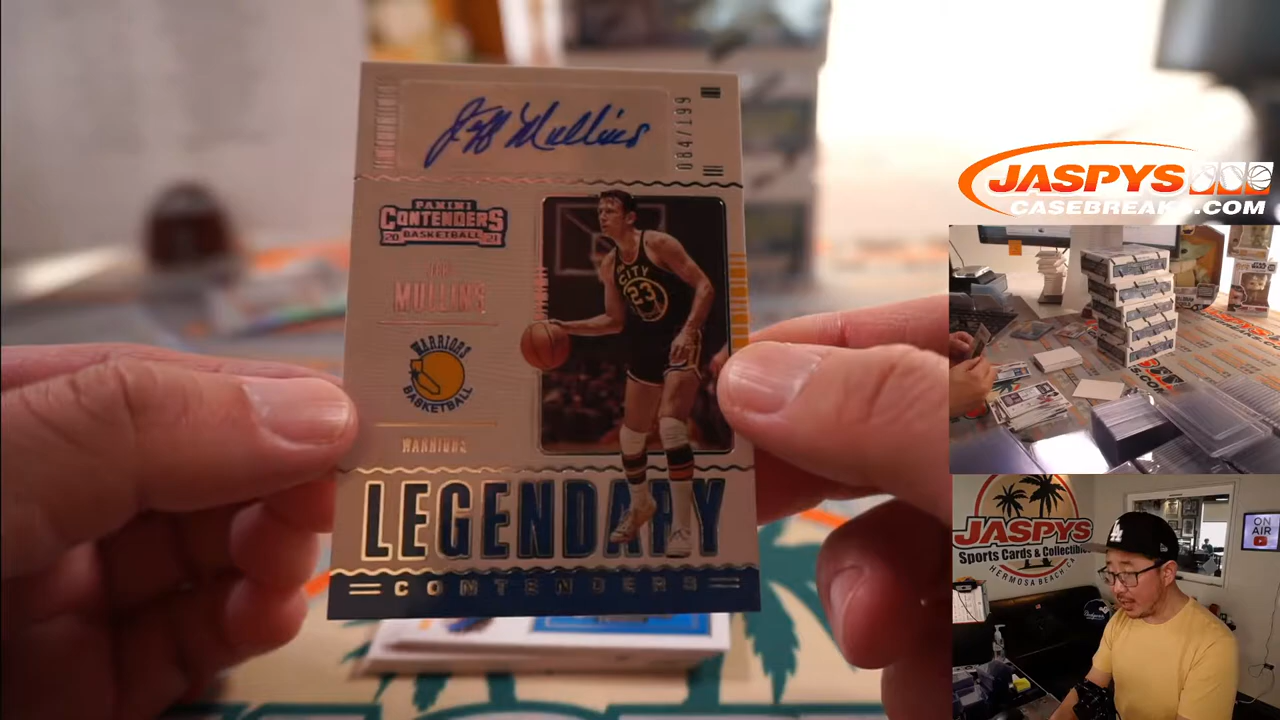 Jeff Mullins
084/199
PANINI
CONTENDERS
20 BASKETBALL 21
JEFF
MULLINS
WARRIORS
BASKETBALL
WARRIORS
CITY
23
LEGENDARY
CONTENDERS
JASPYS
CASEBREAKS.COM
JASPYS
Sports Cards & Collectibles
HERMOSA BEACH CA
LA
ON
AIR